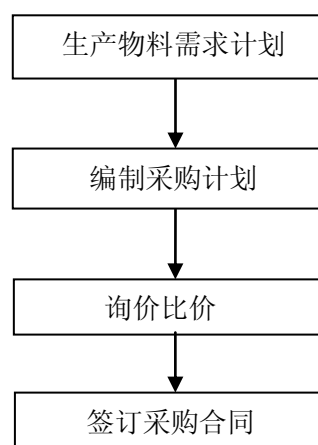 生产物料需求计划
编制采购计划
询价比价
签订采购合同